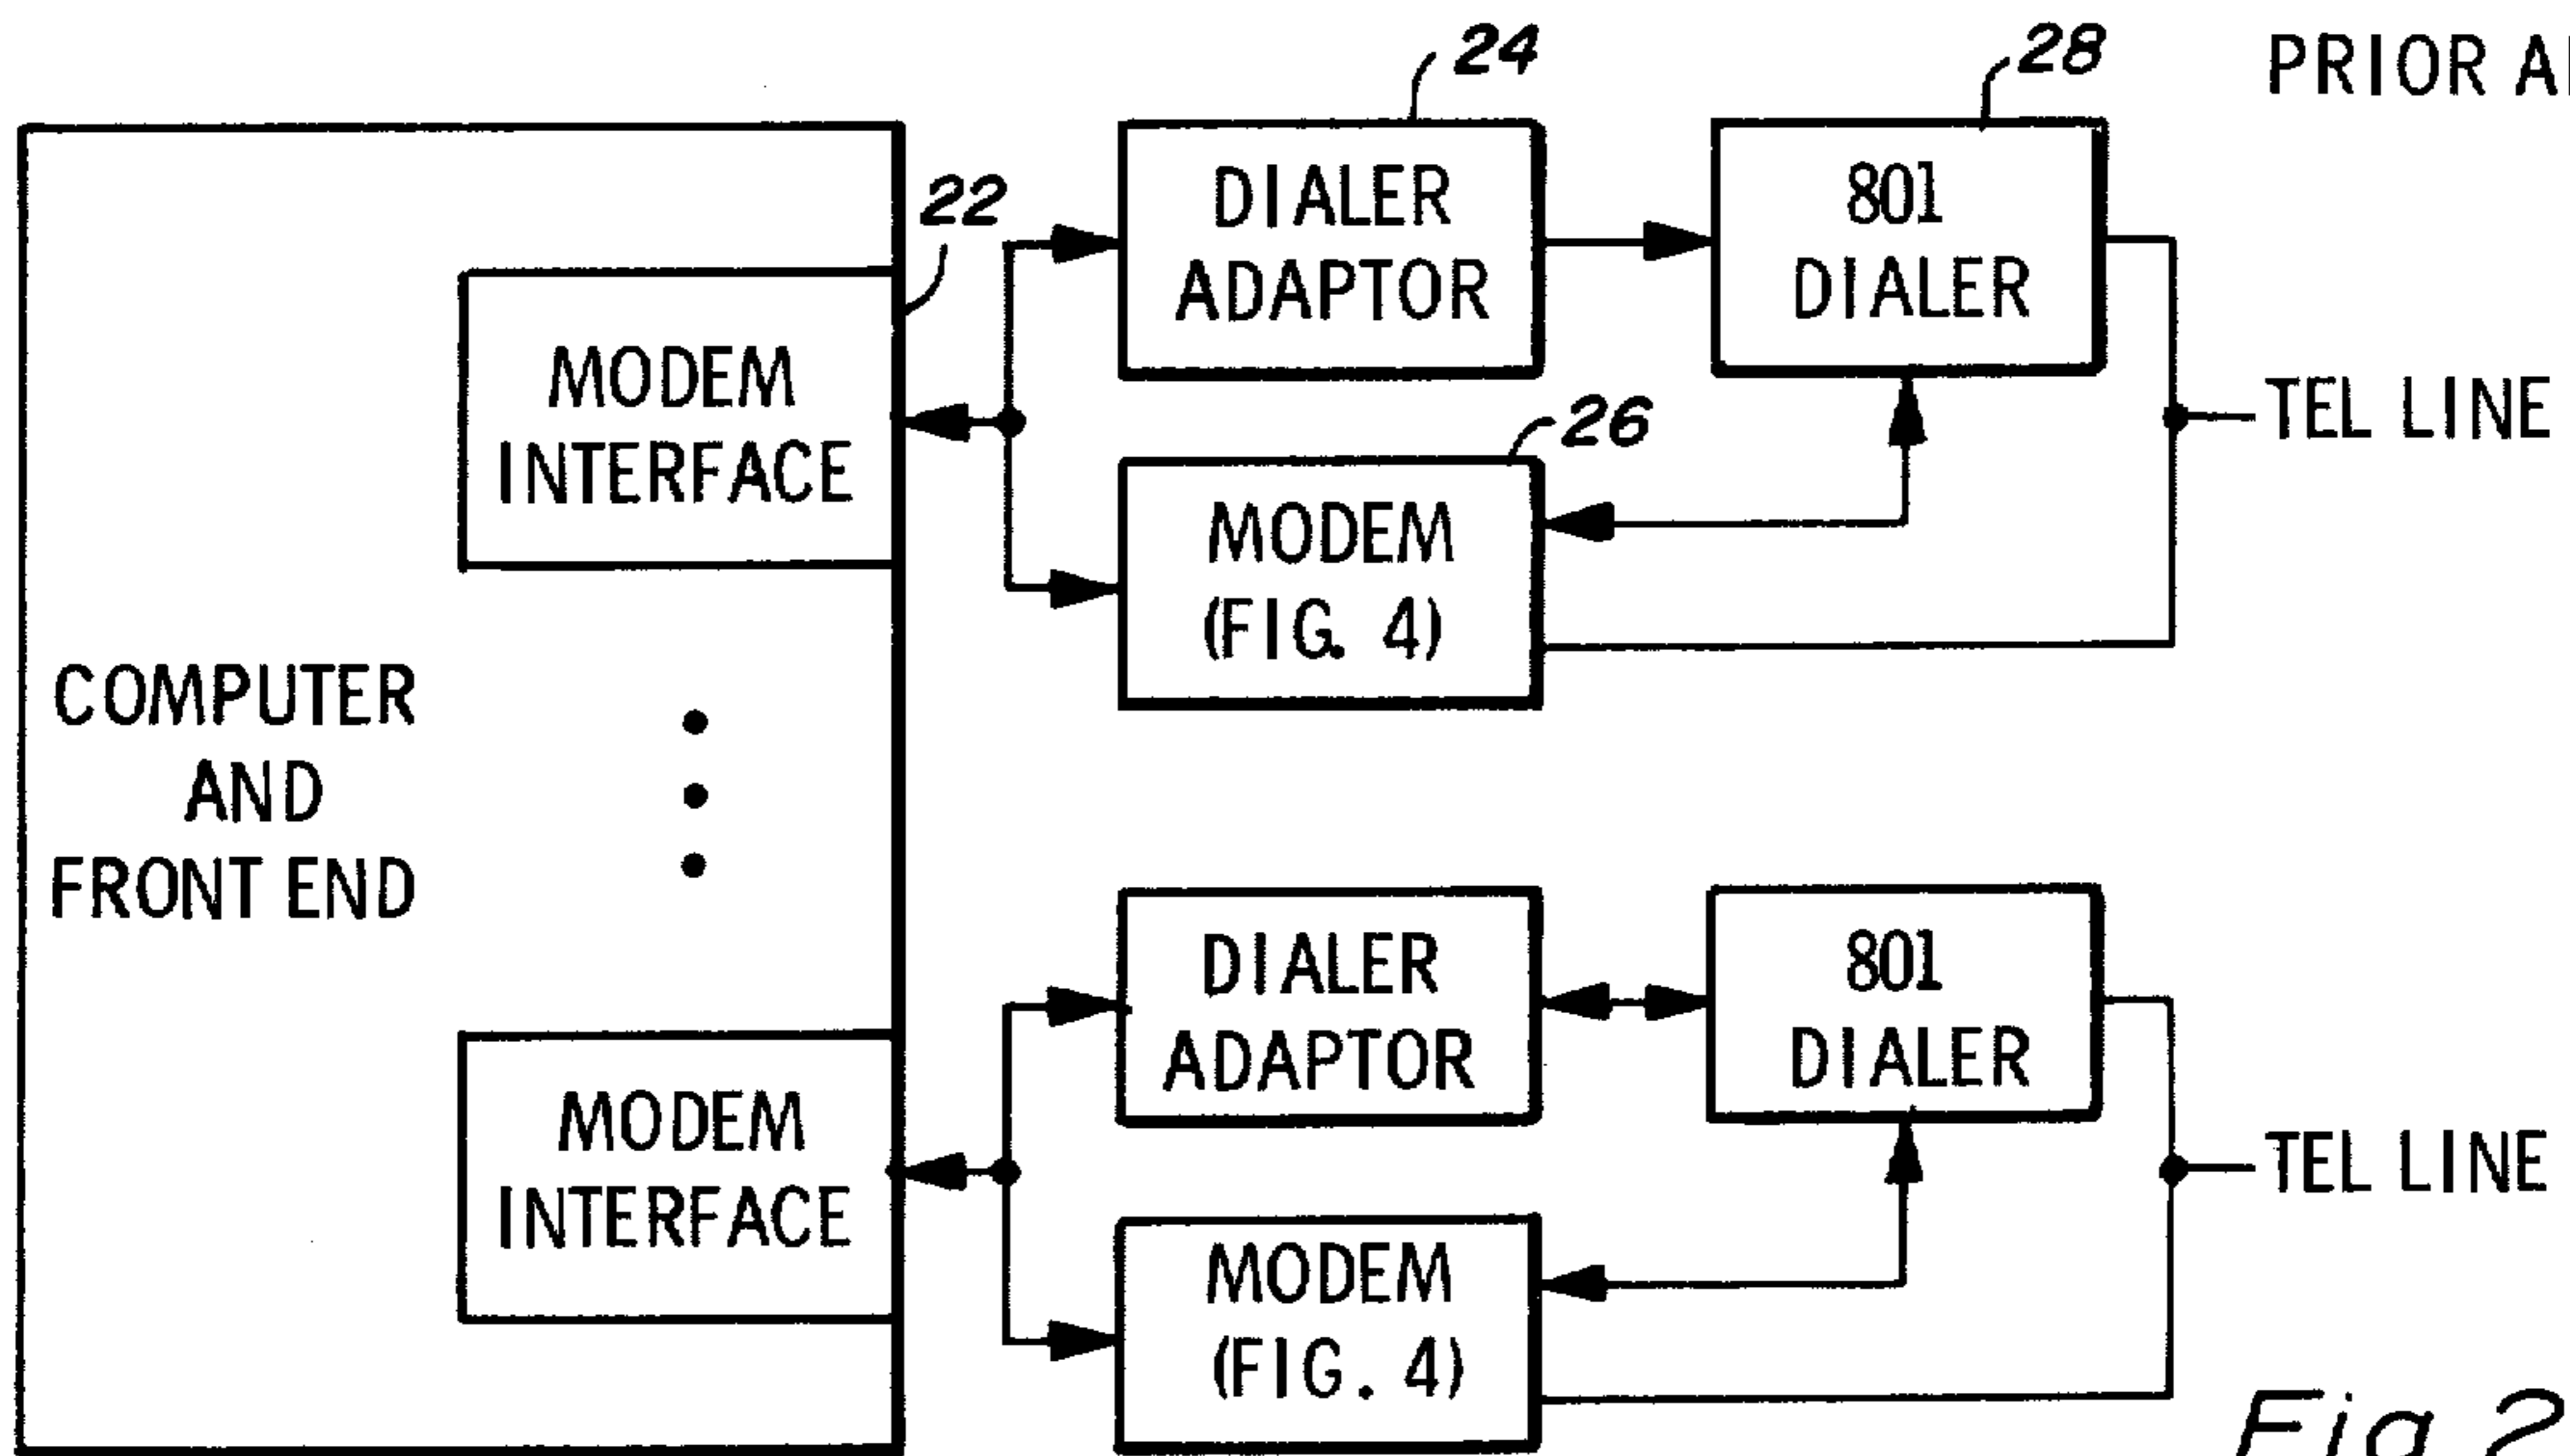 24
28
PRIOR
22
DIALER
ADAPTOR
801
DIALER
MODEM
INTERFACE
TEL LINE
26
MODEM
(FIG. 4)
COMPUTER
AND
FRONT END
DIALER
ADAPTOR
801
DIALER
MODEM
INTERFACE
TEL LINE
MODEM
(FIG. 4)
Fig 2